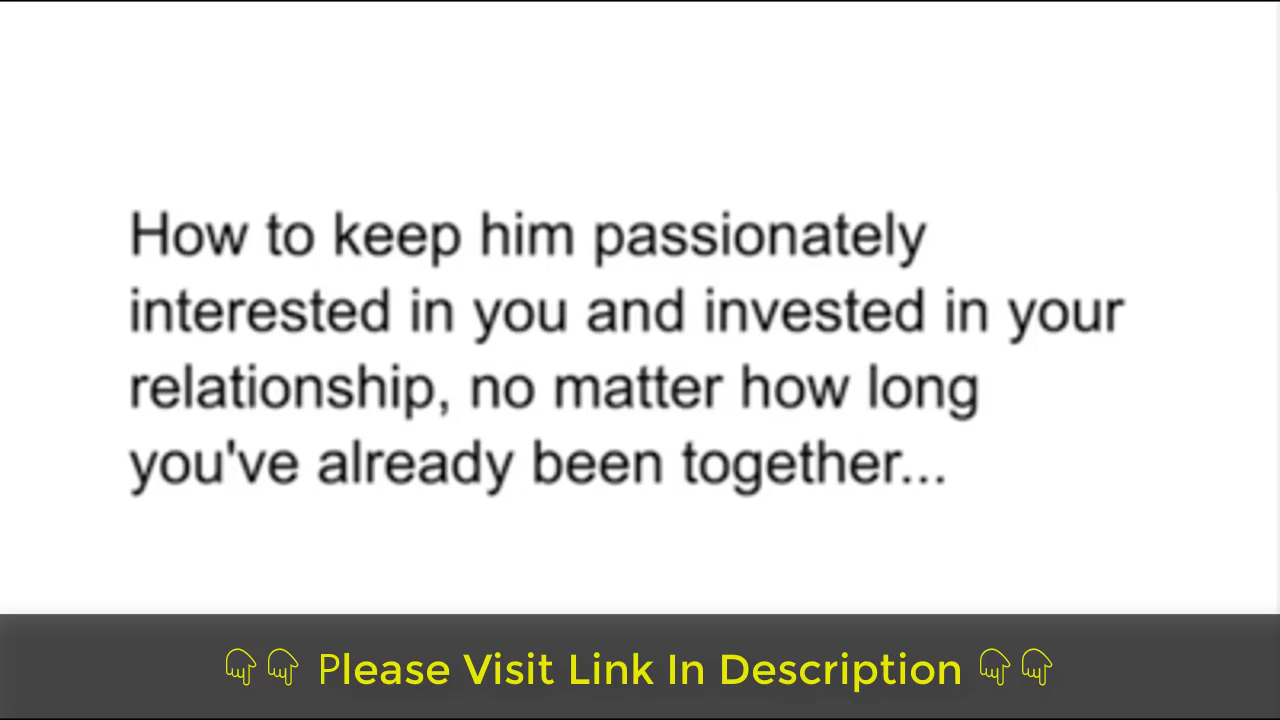 How to keep him passionately
interested in you and invested in your
relationship, no matter how long
you've already been together...
👇👇 Please Visit Link In Description 👇👇